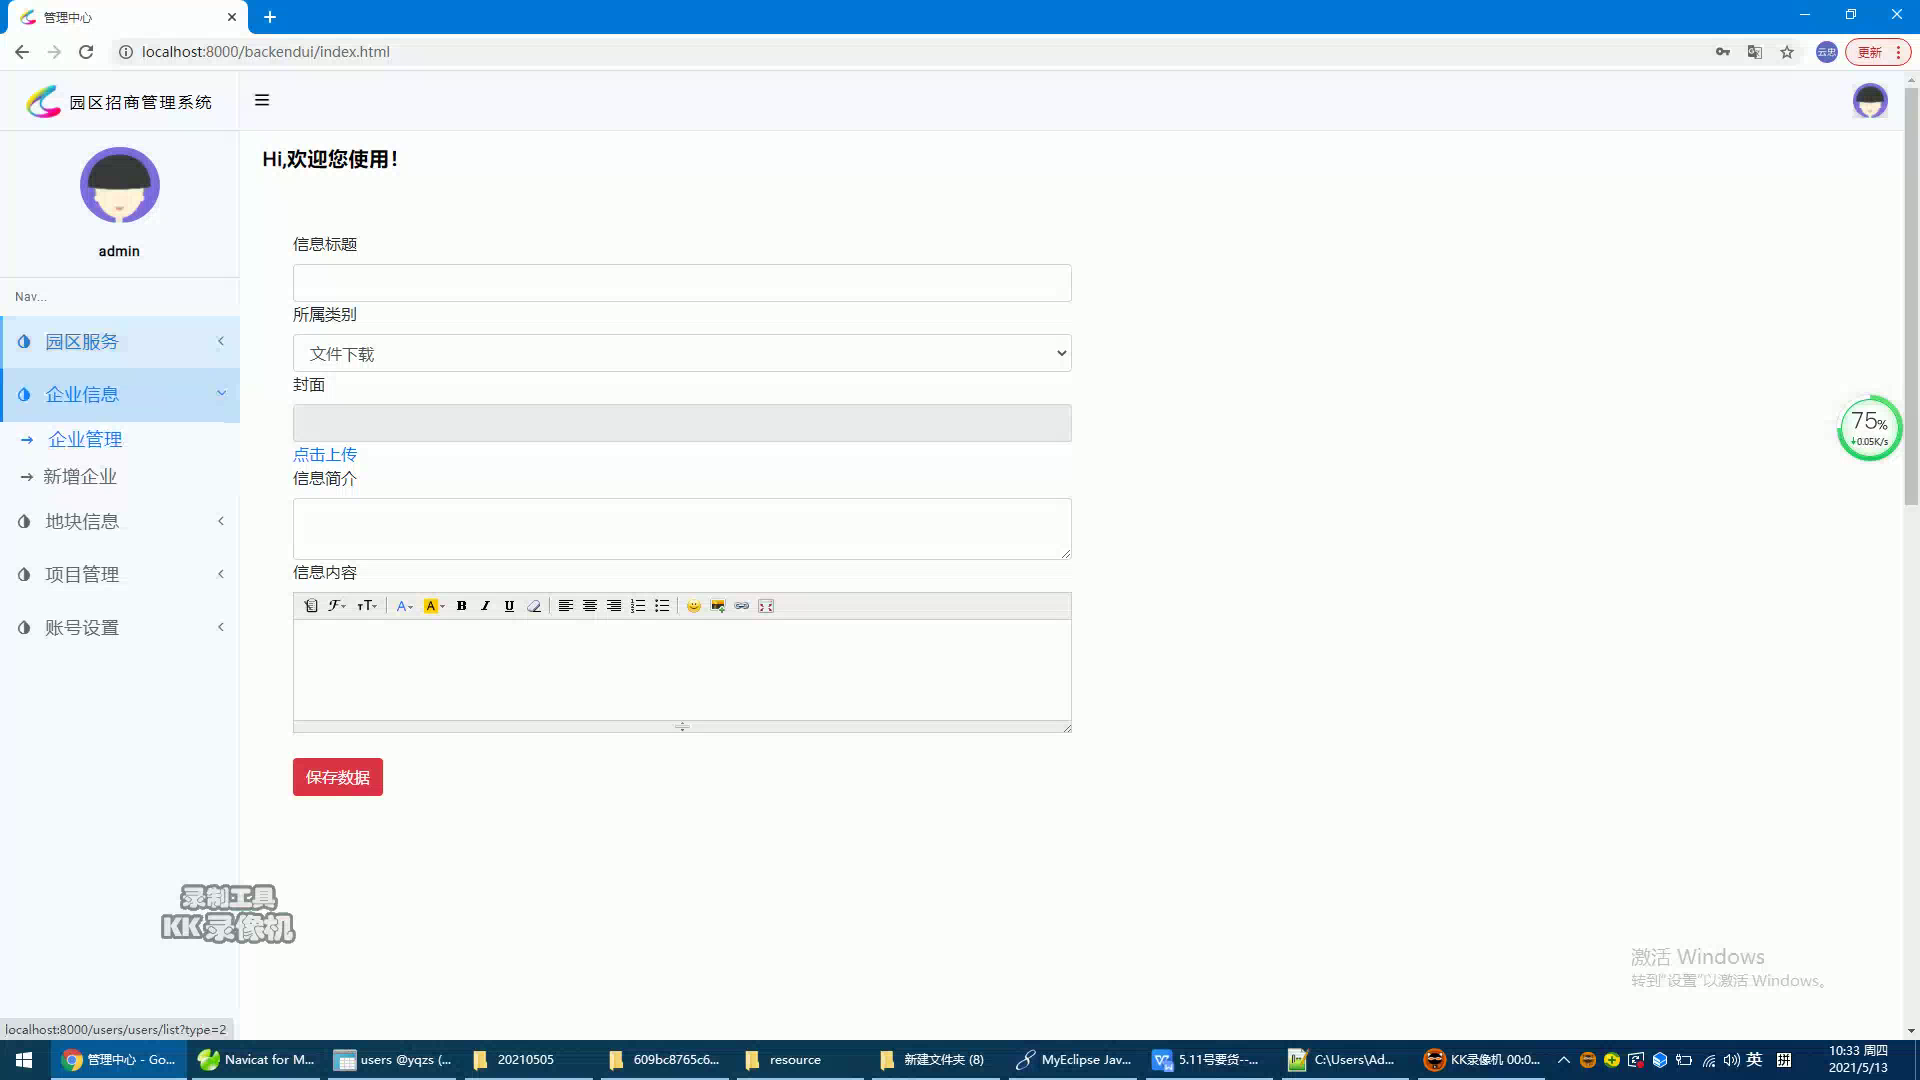 管理中心
localhost:8000/backendui/index.html
云忠
更新
园区招商管理系统
admin
Nav...
园区服务
企业信息
企业管理
新增企业
地块信息
项目管理
账号设置
Hi,欢迎您使用!
信息标题
所属类别
文件下载
封面
点击上传
信息简介
信息内容
保存数据
75%
↓0.05K/s
录制工具
KK录像机
激活 Windows
转到"设置"以激活 Windows。
localhost:8000/users/users/list?type=2
管理中心 - Go...
Navicat for M...
users @yqzs (...
20210505
609bc8765c6...
resource
新建文件夹 (8)
MyEclipse Jav...
5.11号要货--...
C:\Users\Ad...
KK录像机 00:0...
英
拼
10:33 周四
2021/5/13